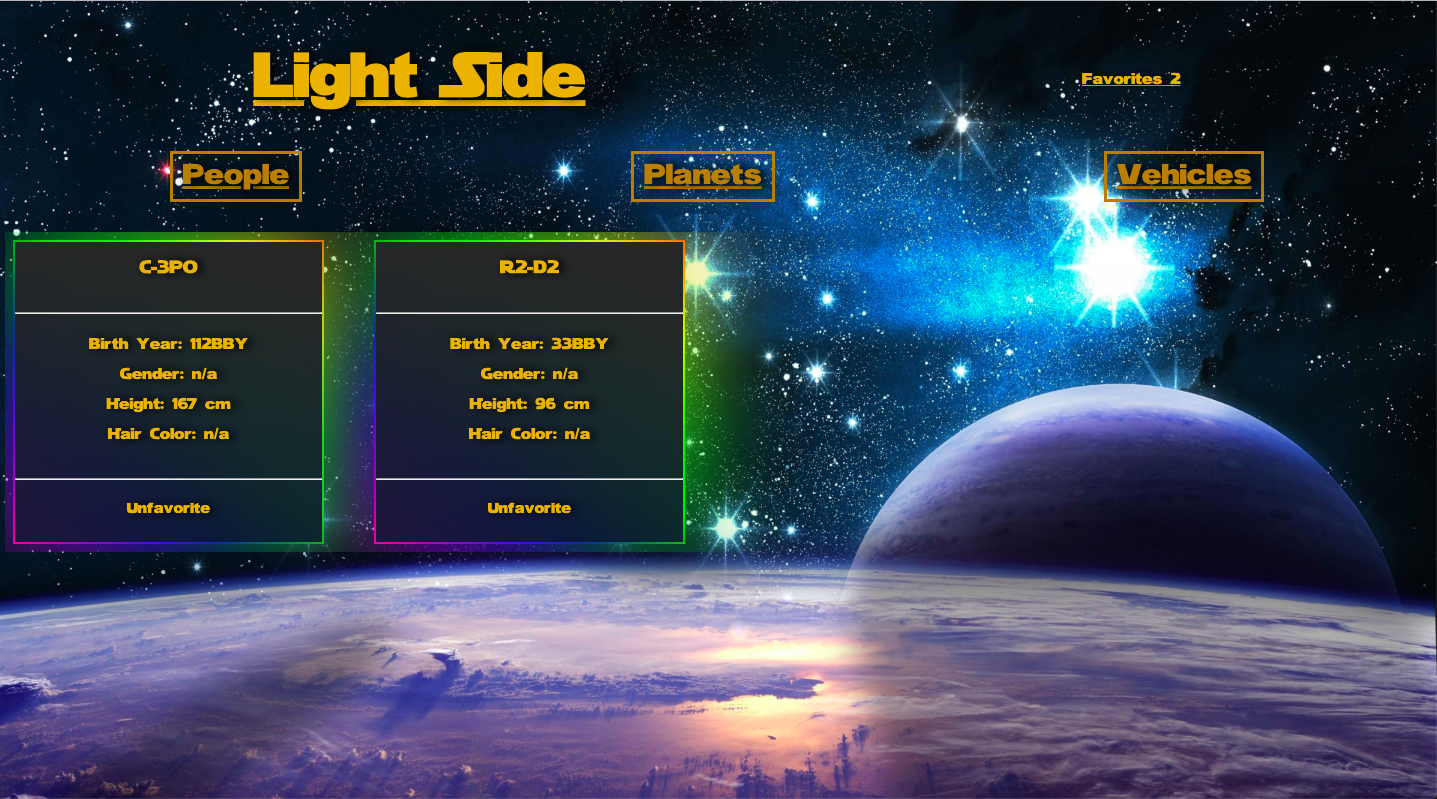 Light Side
Favorites 2
People
Planets
Vehicles
C-3PO
Birth Year: 112BBY
Gender: n/a
Height: 167 cm
Hair Color: n/a
Unfavorite
R2-D2
Birth Year: 33BBY
Gender: n/a
Height: 96 cm
Hair Color: n/a
Unfavorite